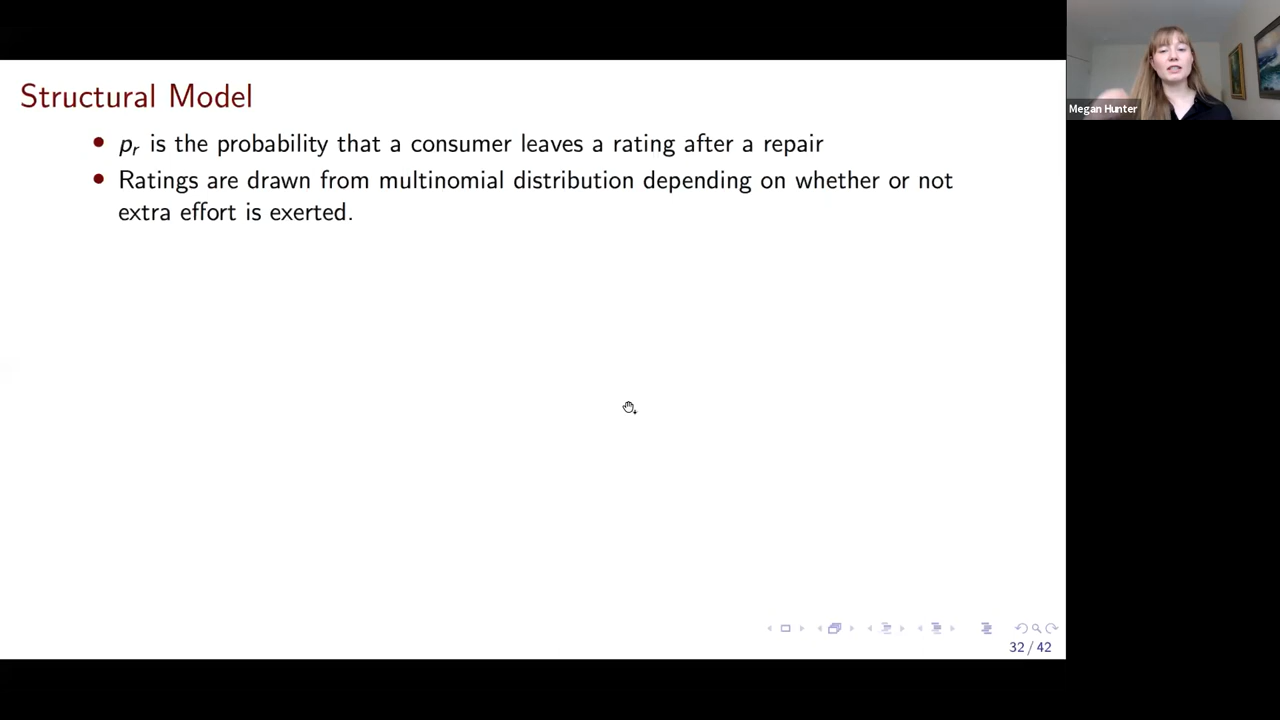 Structural Model
• p_r is the probability that a consumer leaves a rating after a repair
• Ratings are drawn from multinomial distribution depending on whether or not
extra effort is exerted.
32 / 42
Megan Hunter